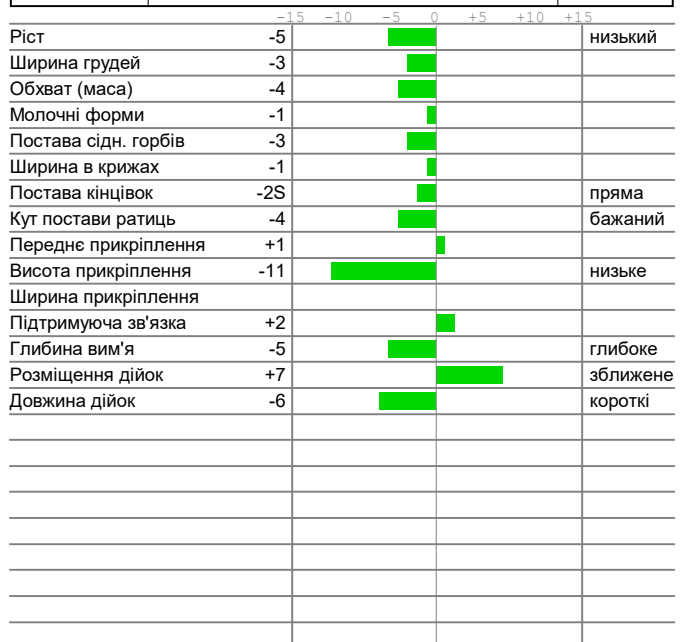 -15 -10 -5 0 +5 +10 +15
Ріст -5 низький
Ширина грудей -3
Обхват (маса) -4
Молочні форми -1
Постава сідн. горбів -3
Ширина в крижах -1
Постава кінцівок -2S пряма
Кут постави ратиць -4 бажаний
Переднє прикріплення +1
Висота прикріплення -11 низьке
Ширина прикріплення
Підтримуюча зв'язка +2
Глибина вим'я -5 глибоке
Розміщення дійок +7 зближене
Довжина дійок -6 короткі